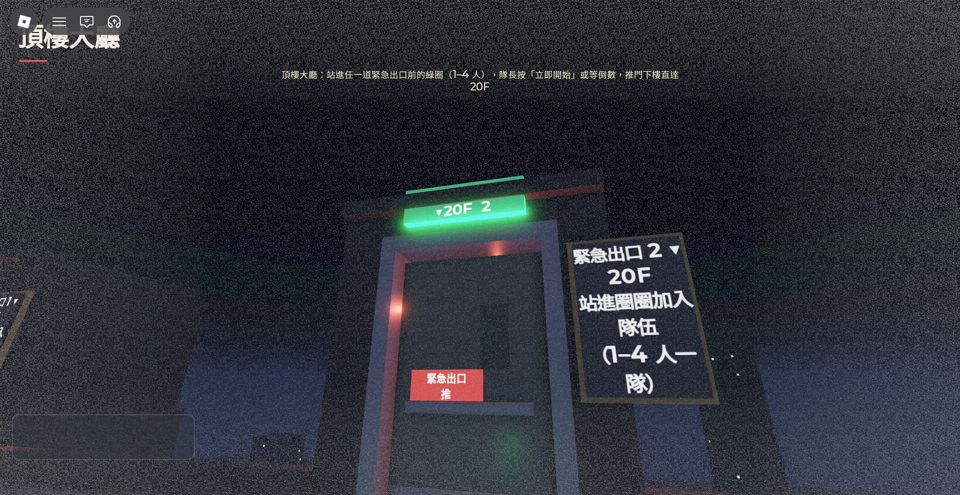 頂樓大廳
頂樓大廳：站進任一道緊急出口前的綠圈（1–4 人），隊長按「立即開始」或等倒數，推門下樓直達
20F
▼20F 2
緊急出口 2 ▼
20F
站進圈圈加入
隊伍
（1–4 人一
隊）
緊急出口
推